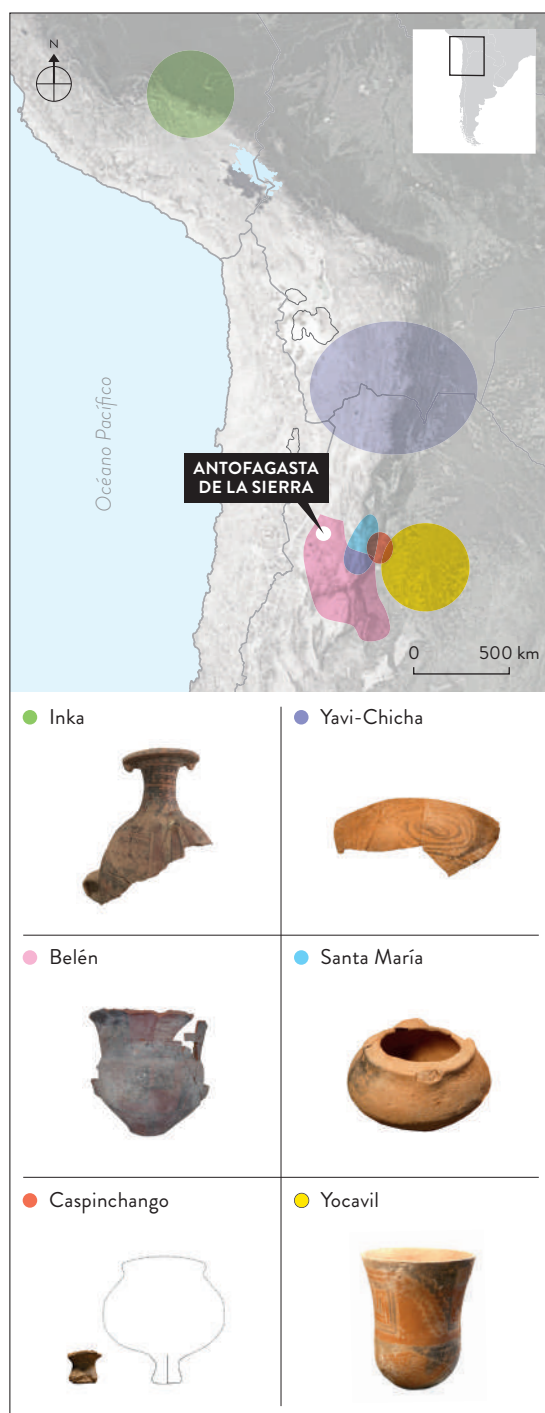 N
Océano Pacífico
ANTOFAGASTA
DE LA SIERRA
0 500 km
Inka
Yavi-Chicha
Belén
Santa María
Caspinchango
Yocavil